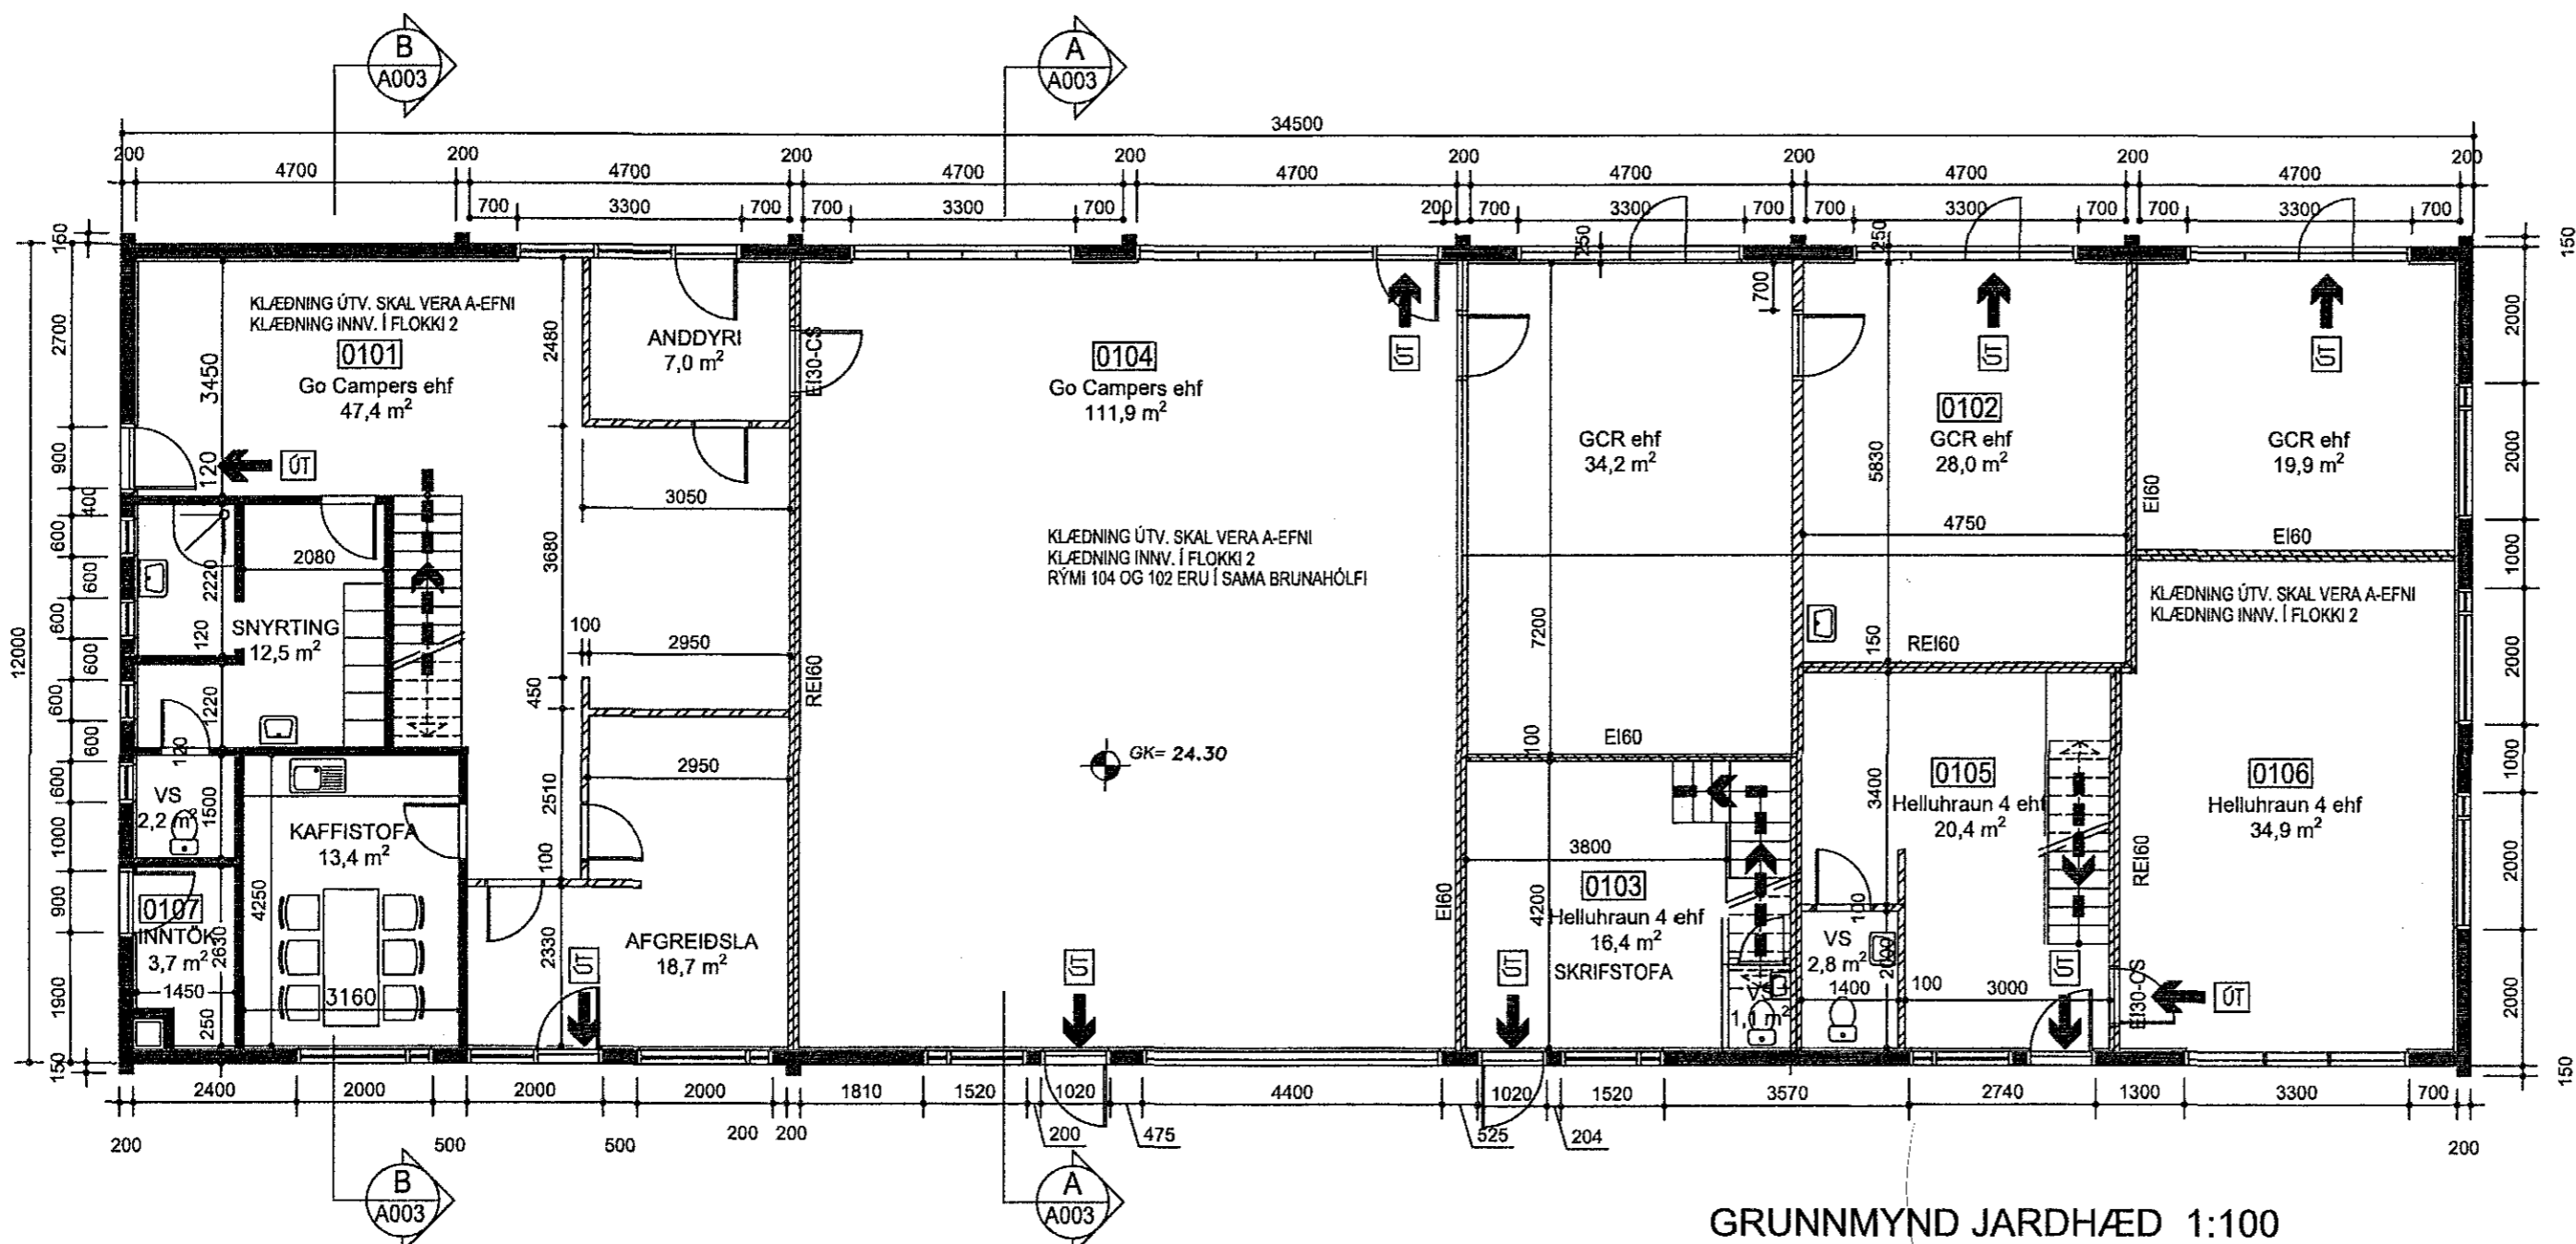 B
A003
A
A003
34500
200 200 200 200 200 200 200 200
4700 4700 4700 4700 4700 4700 4700
700 3300 700 700 3300 700 200 700 3300 700 700 3300 700 700 3300 700
150
2700
900
400
600
600
600
600
600
600
600
1000
900
1900
150
12000
KLÆÐNING ÚTV. SKAL VERA A-EFNI
KLÆÐNING INNV. Í FLOKKI 2
0101
Go Campers ehf
47,4 m²
3450
120
ÚT
2080
2220
120
SNYRTING
12,5 m²
1220
120
VS
2,2 m²
1500
KAFFISTOFA
13,4 m²
4250
0107
INNTÖK
3,7 m²
2630
1450
250
3160
2480
ANDDYRI
7,0 m²
EI30-CS
3050
3680
100
2950
450
2950
2510
100
2330
AFGREIÐSLA
18,7 m²
ÚT
REI60
0104
Go Campers ehf
111,9 m²
ÚT
KLÆÐNING ÚTV. SKAL VERA A-EFNI
KLÆÐNING INNV. Í FLOKKI 2
RÝMI 104 OG 102 ERU Í SAMA BRUNAHÓLFI
GK= 24.30
ÚT
EI60
250
GCR ehf
34,2 m²
7200
100
EI60
3800
0103
Helluhraun 4 ehf
16,4 m²
SKRIFSTOFA
4200
ÚT
VS
1,1 m²
700
250
ÚT
0102
GCR ehf
28,0 m²
5830
4750
150
REI60
3400
0105
Helluhraun 4 ehf
20,4 m²
100
VS
2,8 m²
2000
1400
100
3000
ÚT
EI30-CS
ÚT
ÚT
GCR ehf
19,9 m²
EI60
EI60
KLÆÐNING ÚTV. SKAL VERA A-EFNI
KLÆÐNING INNV. Í FLOKKI 2
0106
Helluhraun 4 ehf
34,9 m²
REI60
150
2000
2000
1000
2000
1000
2000
2000
150
2400 2000 2000 2000 1810 1520 1020 4400 1020 1520 3570 2740 1300 3300 700
200 500 500 200 200 200 475 525 204 200
B
A003
A
A003
GRUNNMYND JARDHÆD 1:100